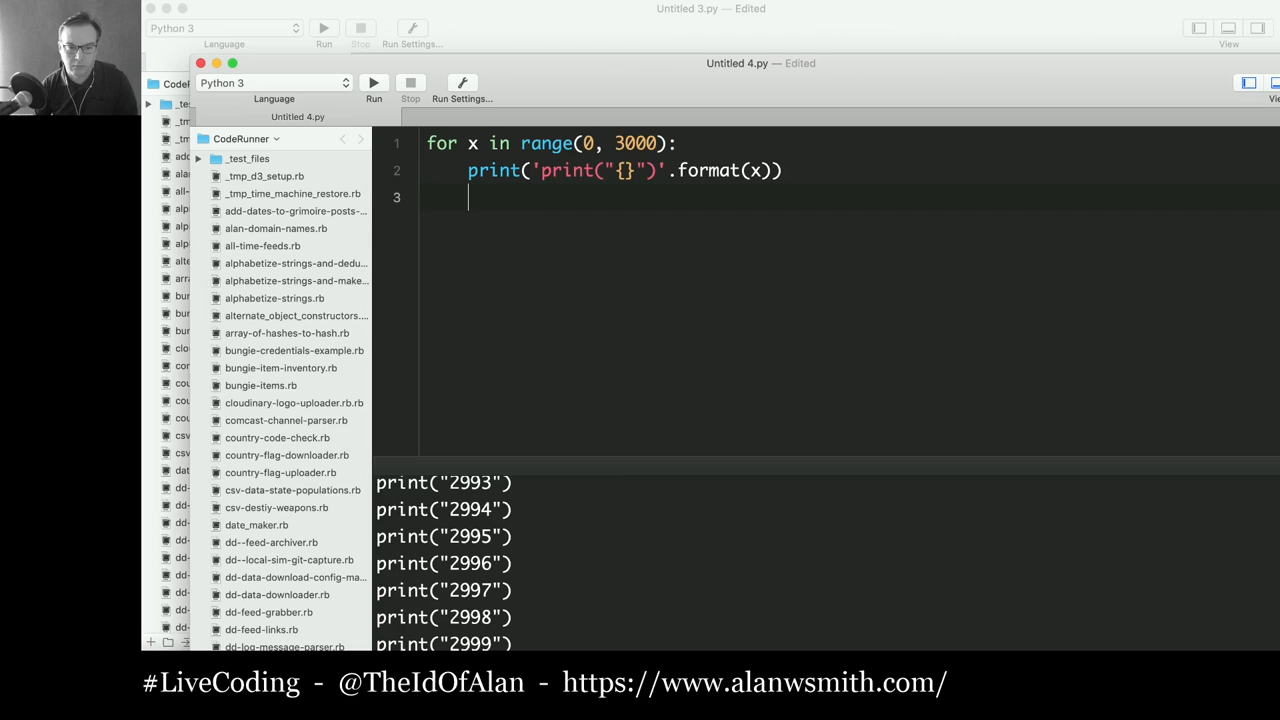 Untitled 3.py — Edited
Python 3
Language
Run
Stop
Run Settings...
View
Untitled 4.py — Edited
Python 3
Language
Run
Stop
Run Settings...
Untitled 4.py
CodeRunner
_test_files
_tmp_d3_setup.rb
_tmp_time_machine_restore.rb
add-dates-to-grimoire-posts-...
alan-domain-names.rb
all-time-feeds.rb
alphabetize-strings-and-dedu...
alphabetize-strings-and-make...
alphabetize-strings.rb
alternate_object_constructors....
array-of-hashes-to-hash.rb
bungie-credentials-example.rb
bungie-item-inventory.rb
bungie-items.rb
cloudinary-logo-uploader.rb.rb
comcast-channel-parser.rb
country-code-check.rb
country-flag-downloader.rb
country-flag-uploader.rb
csv-data-state-populations.rb
csv-destiy-weapons.rb
date_maker.rb
dd--feed-archiver.rb
dd--local-sim-git-capture.rb
dd-data-download-config-ma...
dd-data-downloader.rb
dd-feed-grabber.rb
dd-feed-links.rb
dd-log-message-parser.rb
1 for x in range(0, 3000):
2 print('print("{}")'.format(x))
3
print("2993")
print("2994")
print("2995")
print("2996")
print("2997")
print("2998")
print("2999")
#LiveCoding - @TheIdOfAlan - https://www.alanwsmith.com/